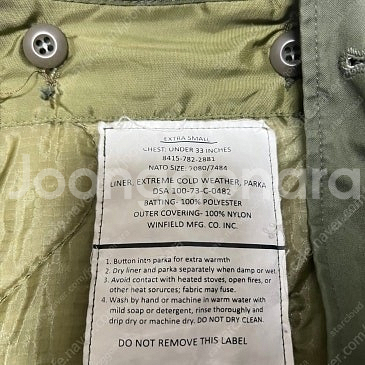 EXTRA SMALL
CHEST: UNDER 33 INCHES
8415-782-2881
NATO SIZE: 7080/7484
LINER, EXTREME COLD WEATHER, PARKA
DSA 100-73-C-0482
BATTING- 100% POLYESTER
OUTER COVERING- 100% NYLON
WINFIELD MFG. CO. INC.
1. Button into parka for extra warmth
2. Dry liner and parka separately when damp or wet.
3. Avoid contact with heated stoves, open fires, or
other heat sorurces; fabric may fuse.
4. Wash by hand or machine in warm water with
mild soap or detergent, rinse thoroughly and
drip dry or machine dry. DO NOT DRY CLEAN.
DO NOT REMOVE THIS LABEL